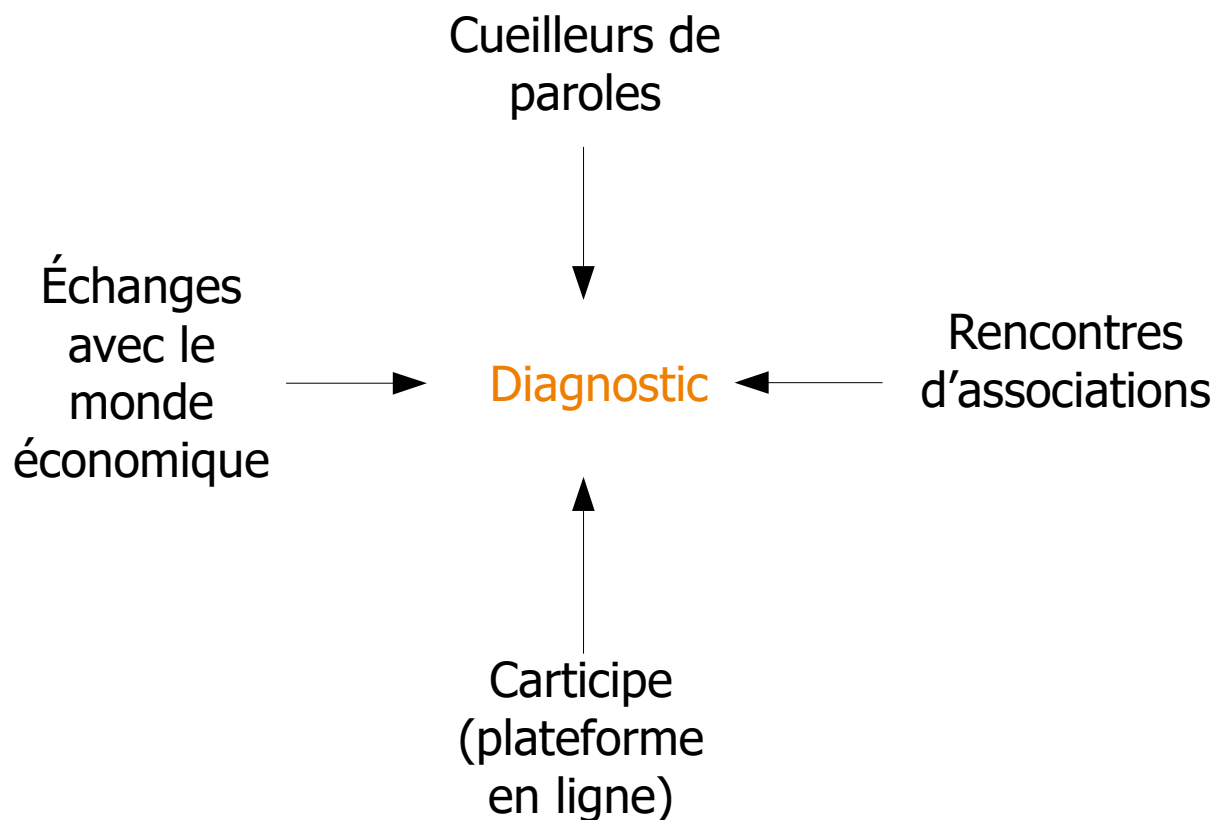 Cueilleurs de
paroles
Échanges
avec le
monde
économique
Diagnostic
Rencontres
d’associations
Carticipe
(plateforme
en ligne)